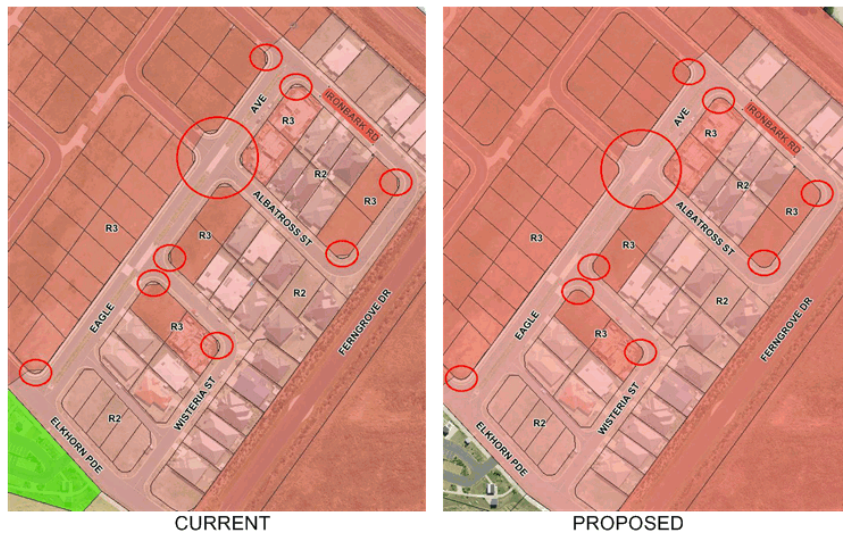 AVE
IRONBARK RD
R3
R2
R3
ALBATROSS ST
R3
R3
R2
EAGLE
R3
FERNGROVE DR
R2
WISTERIA ST
ELKHORN PDE
CURRENT
AVE
IRONBARK RD
R3
R2
R3
ALBATROSS ST
R3
R3
R2
EAGLE
R3
FERNGROVE DR
R2
WISTERIA ST
ELKHORN PDE
PROPOSED